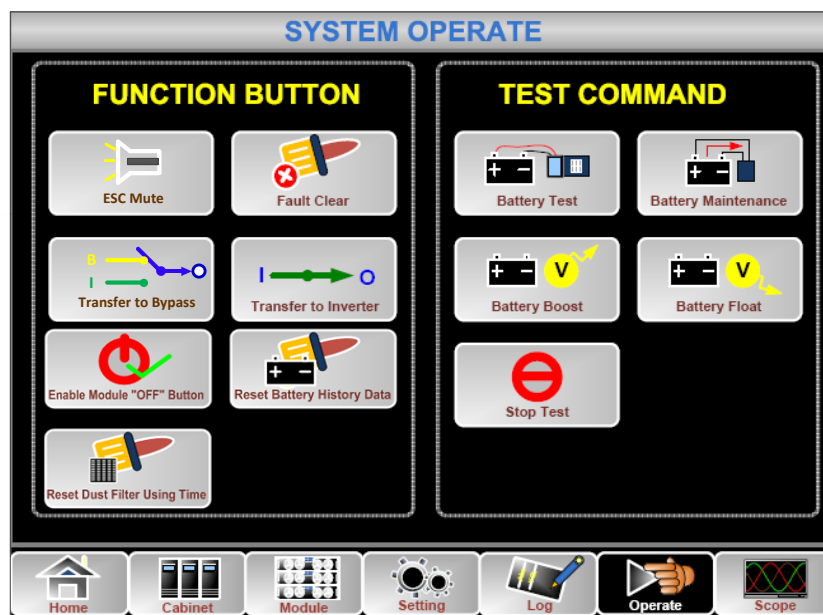 SYSTEM OPERATE
FUNCTION BUTTON
ESC Mute
Fault Clear
B
I
Transfer to Bypass
I
O
Transfer to Inverter
Enable Module "OFF" Button
+ −
Reset Battery History Data
Reset Dust Filter Using Time
TEST COMMAND
+ −
Battery Test
+ −
Battery Maintenance
+ − V
Battery Boost
+ − V
Battery Float
Stop Test
Home
Cabinet
Module
Setting
Log
Operate
Scope